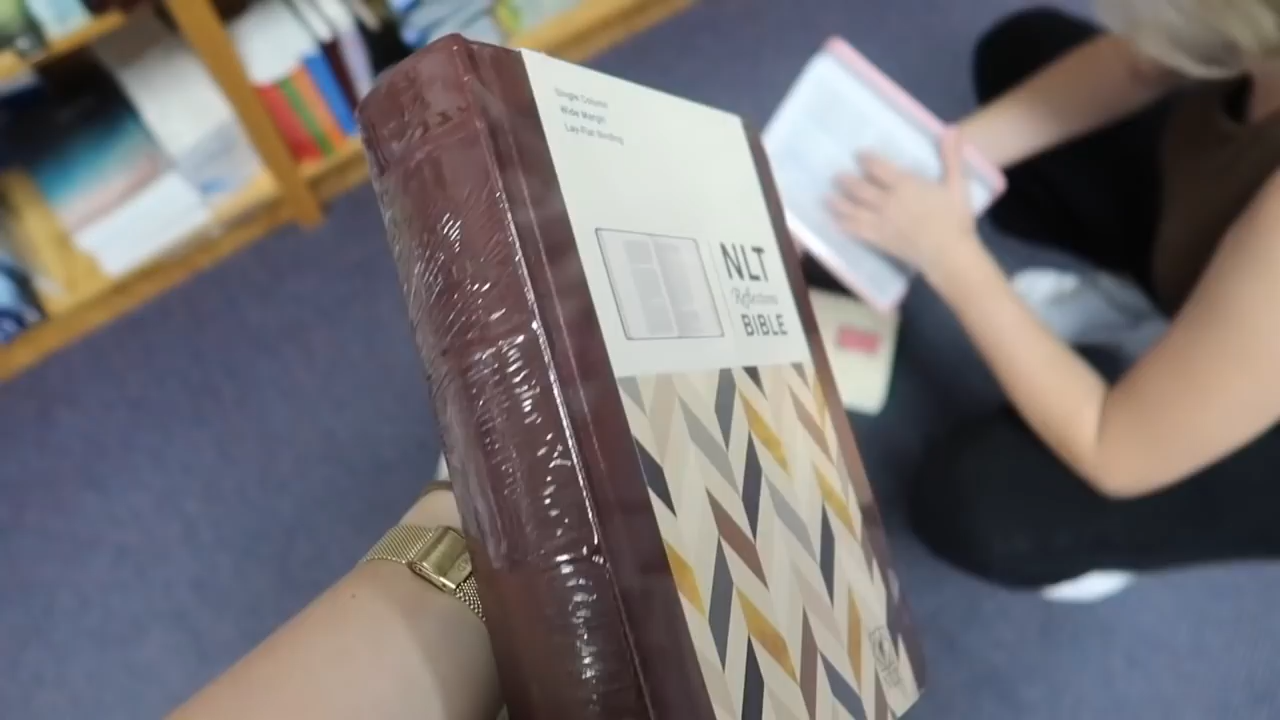 Single Column
Wide Margin
Lay-Flat Binding
NLT
Reflections
BIBLE